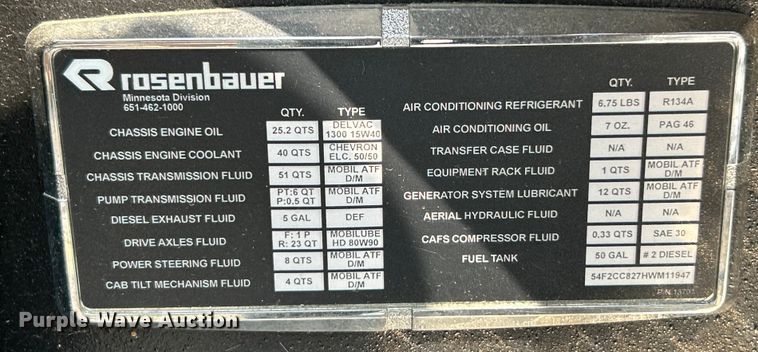 rosenbauer
Minnesota Division
651-462-1000
QTY. TYPE
CHASSIS ENGINE OIL 25.2 QTS DELVAC 1300 15W40
CHASSIS ENGINE COOLANT 40 QTS CHEVRON ELC. 50/50
CHASSIS TRANSMISSION FLUID 51 QTS MOBIL ATF D/M
PUMP TRANSMISSION FLUID PT:6 QT P:0.5 QT MOBIL ATF D/M
DIESEL EXHAUST FLUID 5 GAL DEF
DRIVE AXLES FLUID F: 1 P R: 23 QT MOBILUBE HD 80W90
POWER STEERING FLUID 8 QTS MOBIL ATF D/M
CAB TILT MECHANISM FLUID 4 QTS MOBIL ATF D/M
QTY. TYPE
AIR CONDITIONING REFRIGERANT 6.75 LBS R134A
AIR CONDITIONING OIL 7 OZ. PAG 46
TRANSFER CASE FLUID N/A N/A
EQUIPMENT RACK FLUID 1 QTS MOBIL ATF D/M
GENERATOR SYSTEM LUBRICANT 12 QTS MOBIL ATF D/M
AERIAL HYDRAULIC FLUID N/A N/A
CAFS COMPRESSOR FLUID 0.33 QTS SAE 30
FUEL TANK 50 GAL # 2 DIESEL
54F2CC827HWM11947
Purple Wave Auction